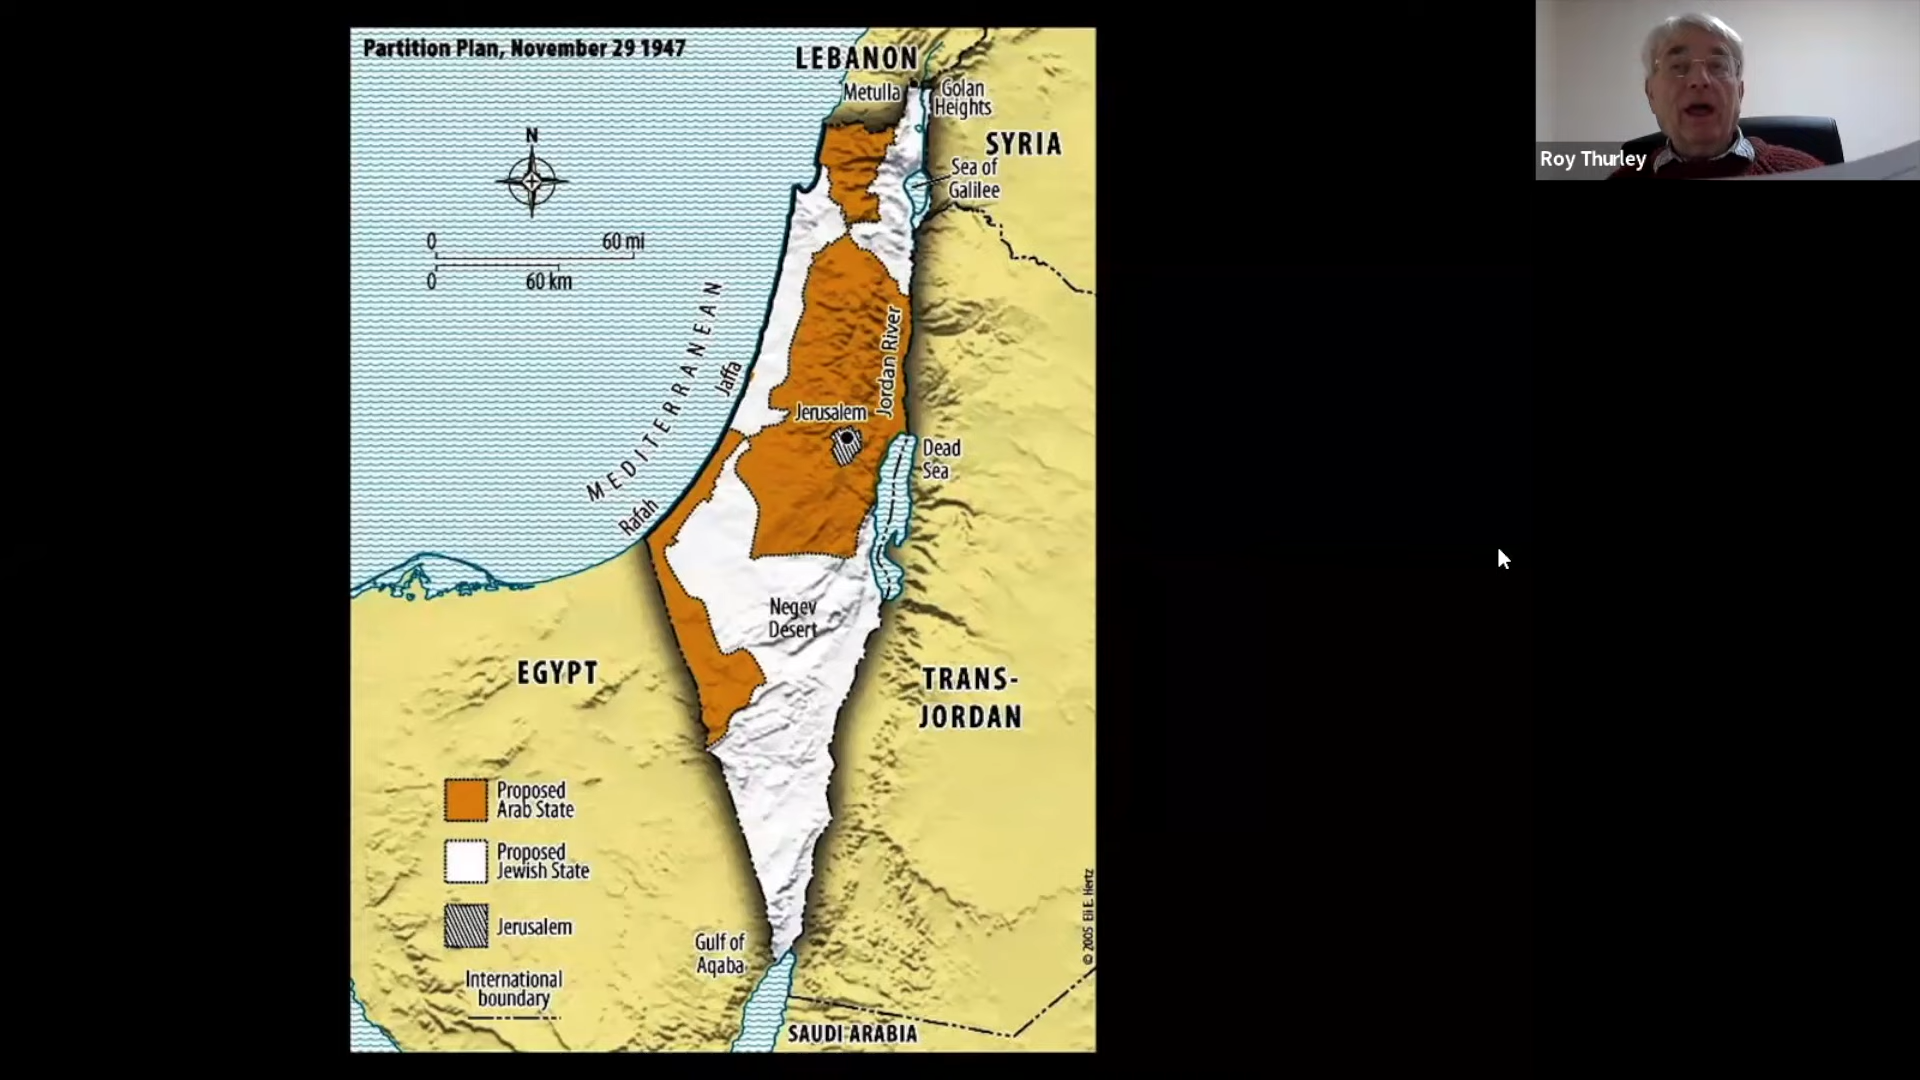 Partition Plan, November 29 1947
LEBANON
Metulla
Golan
Heights
SYRIA
Sea of
Galilee
N
0
60 mi
0
60 km
MEDITERRANEAN
Jaffa
Jordan River
Jerusalem
Dead
Sea
Rafah
Negev
Desert
EGYPT
TRANS-
JORDAN
Proposed
Arab State
Proposed
Jewish State
Jerusalem
International
boundary
Gulf of
Aqaba
SAUDI ARABIA
© 2005 Eli E. Hertz
Roy Thurley